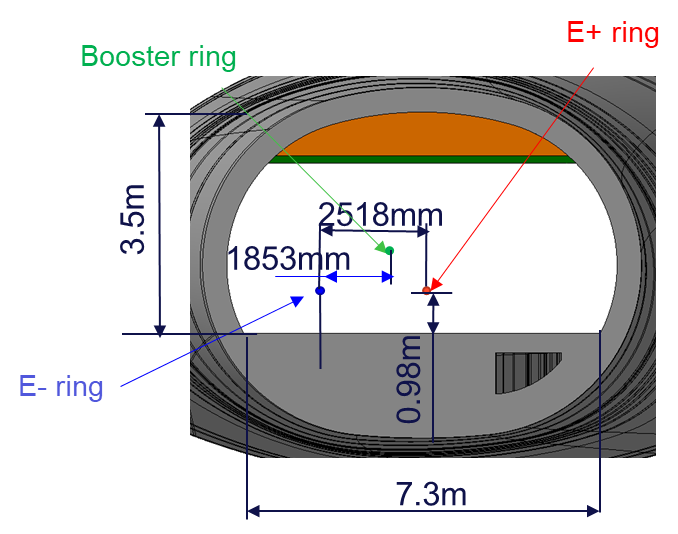 E+ ring
Booster ring
3.5m
2518mm
1853mm
E- ring
0.98m
7.3m